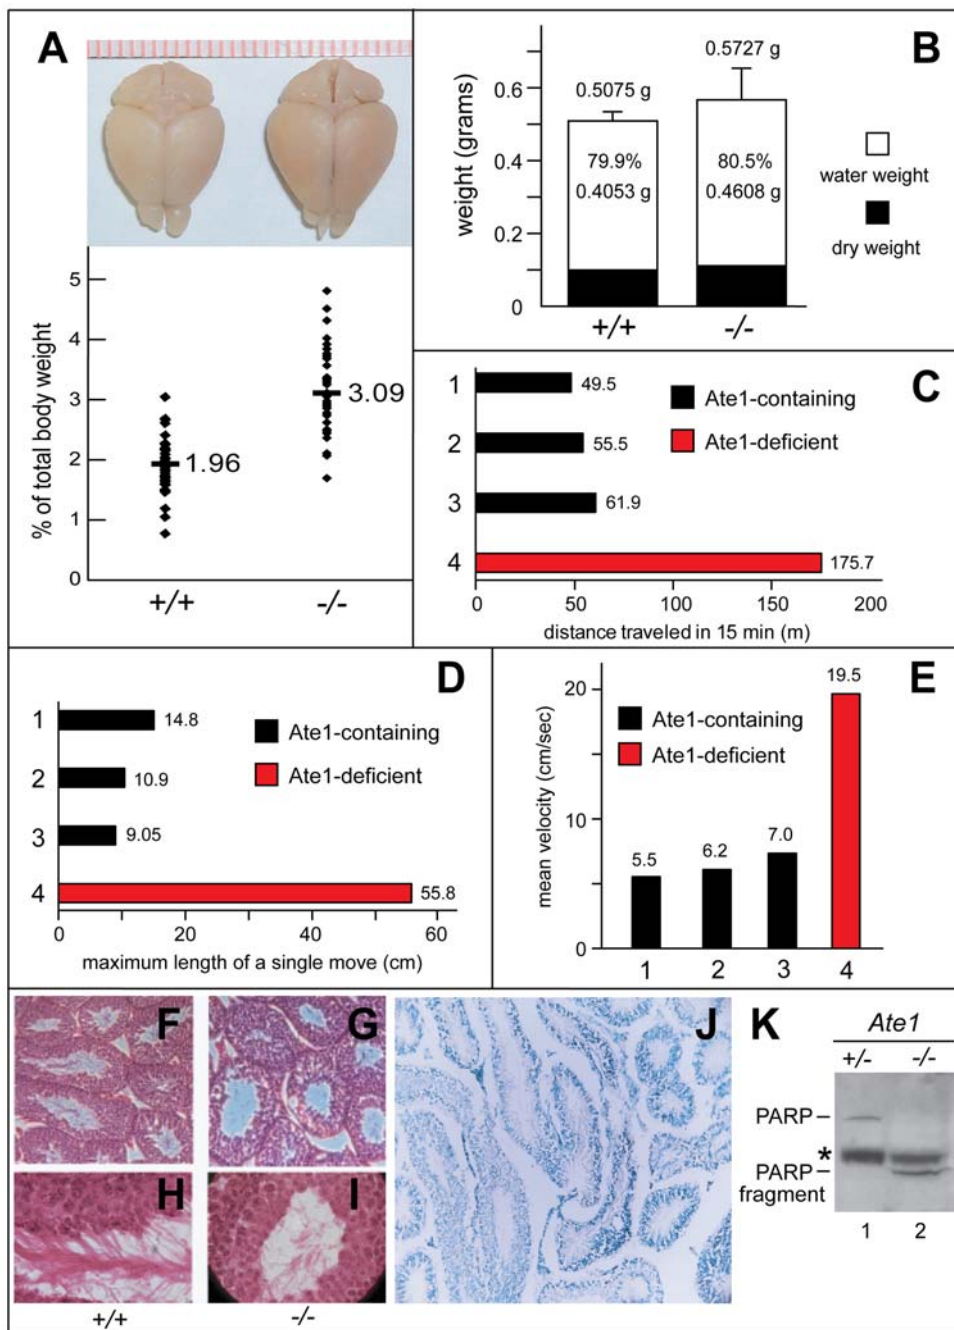 A
% of total body weight
5
4
3
2
1
0
1.96
3.09
+/+
-/-
B
weight (grams)
0.6
0.4
0.2
0
0.5075 g
0.5727 g
79.9%
0.4053 g
80.5%
0.4608 g
+/+
-/-
water weight
dry weight
C
1
2
3
4
49.5
55.5
61.9
175.7
Ate1-containing
Ate1-deficient
0 50 100 150 200
distance traveled in 15 min (m)
D
1
2
3
4
14.8
10.9
9.05
55.8
Ate1-containing
Ate1-deficient
0 20 40 60
maximum length of a single move (cm)
E
mean velocity (cm/sec)
20
10
0
Ate1-containing
Ate1-deficient
5.5
6.2
7.0
19.5
1 2 3 4
F
G
H
I
+/+
-/-
J
K
Ate1
+/- -/-
PARP
*
PARP
fragment
1 2